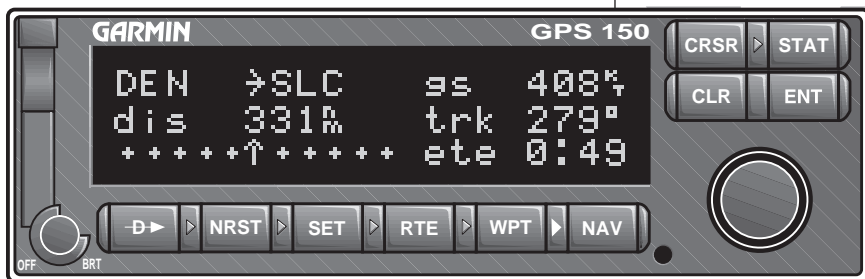 GARMIN GPS 150
DEN →SLC gs 408kt
dis 331nm trk 279°
+ + + + +↑+ + + + + ete 0:49
CRSR STAT
CLR ENT
D NRST SET RTE WPT NAV
OFF BRT